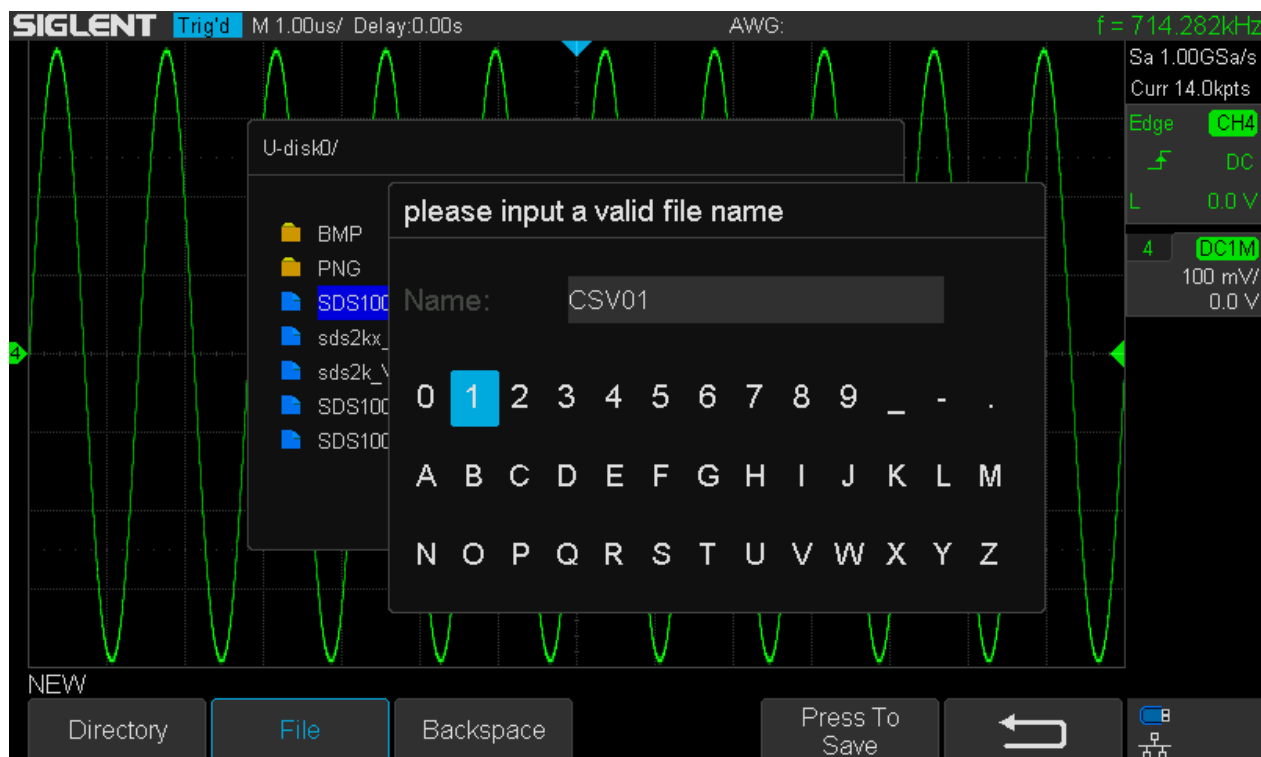 SIGLENT Trig'd M 1.00us/ Delay:0.00s AWG: f = 714.282kHz
Sa 1.00GSa/s
Curr 14.0kpts
Edge CH4
DC
L 0.0 V
4 DC1M
100 mV/
0.0 V
4
U-disk0/
BMP
PNG
SDS100
sds2kx_
sds2k_V
SDS100
SDS100
please input a valid file name
Name: CSV01
0 1 2 3 4 5 6 7 8 9 _ - .
A B C D E F G H I J K L M
N O P Q R S T U V W X Y Z
NEW
Directory File Backspace Press To
Save